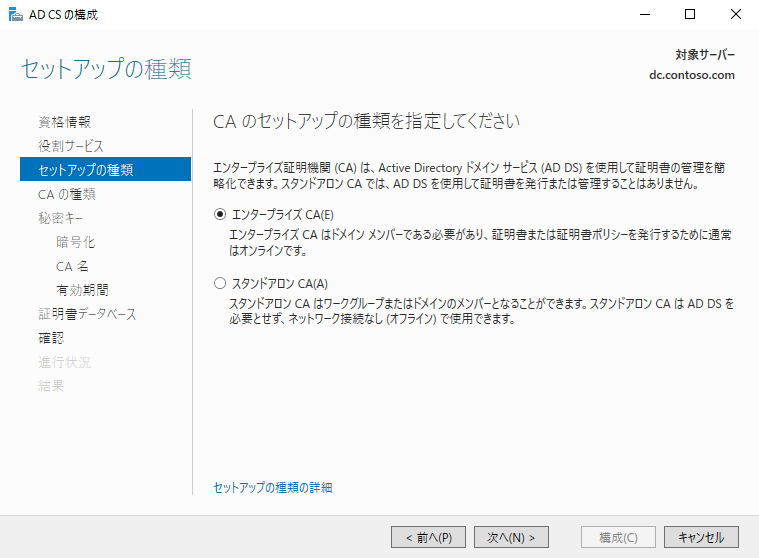 AD CS の構成
セットアップの種類
対象サーバー
dc.contoso.com
資格情報
役割サービス
セットアップの種類
CA の種類
秘密キー
暗号化
CA 名
有効期間
証明書データベース
確認
進行状況
結果
CA のセットアップの種類を指定してください
エンタープライズ証明機関 (CA) は、Active Directory ドメイン サービス (AD DS) を使用して証明書の管理を簡
略化できます。スタンドアロン CA では、AD DS を使用して証明書を発行または管理することはありません。
エンタープライズ CA(E)
エンタープライズ CA はドメイン メンバーである必要があり、証明書または証明書ポリシーを発行するために通常
はオンラインです。
スタンドアロン CA(A)
スタンドアロン CA はワークグループまたはドメインのメンバーとなることができます。スタンドアロン CA は AD DS を
必要とせず、ネットワーク接続なし (オフライン) で使用できます。
セットアップの種類の詳細
< 前へ(P)
次へ(N) >
構成(C)
キャンセル